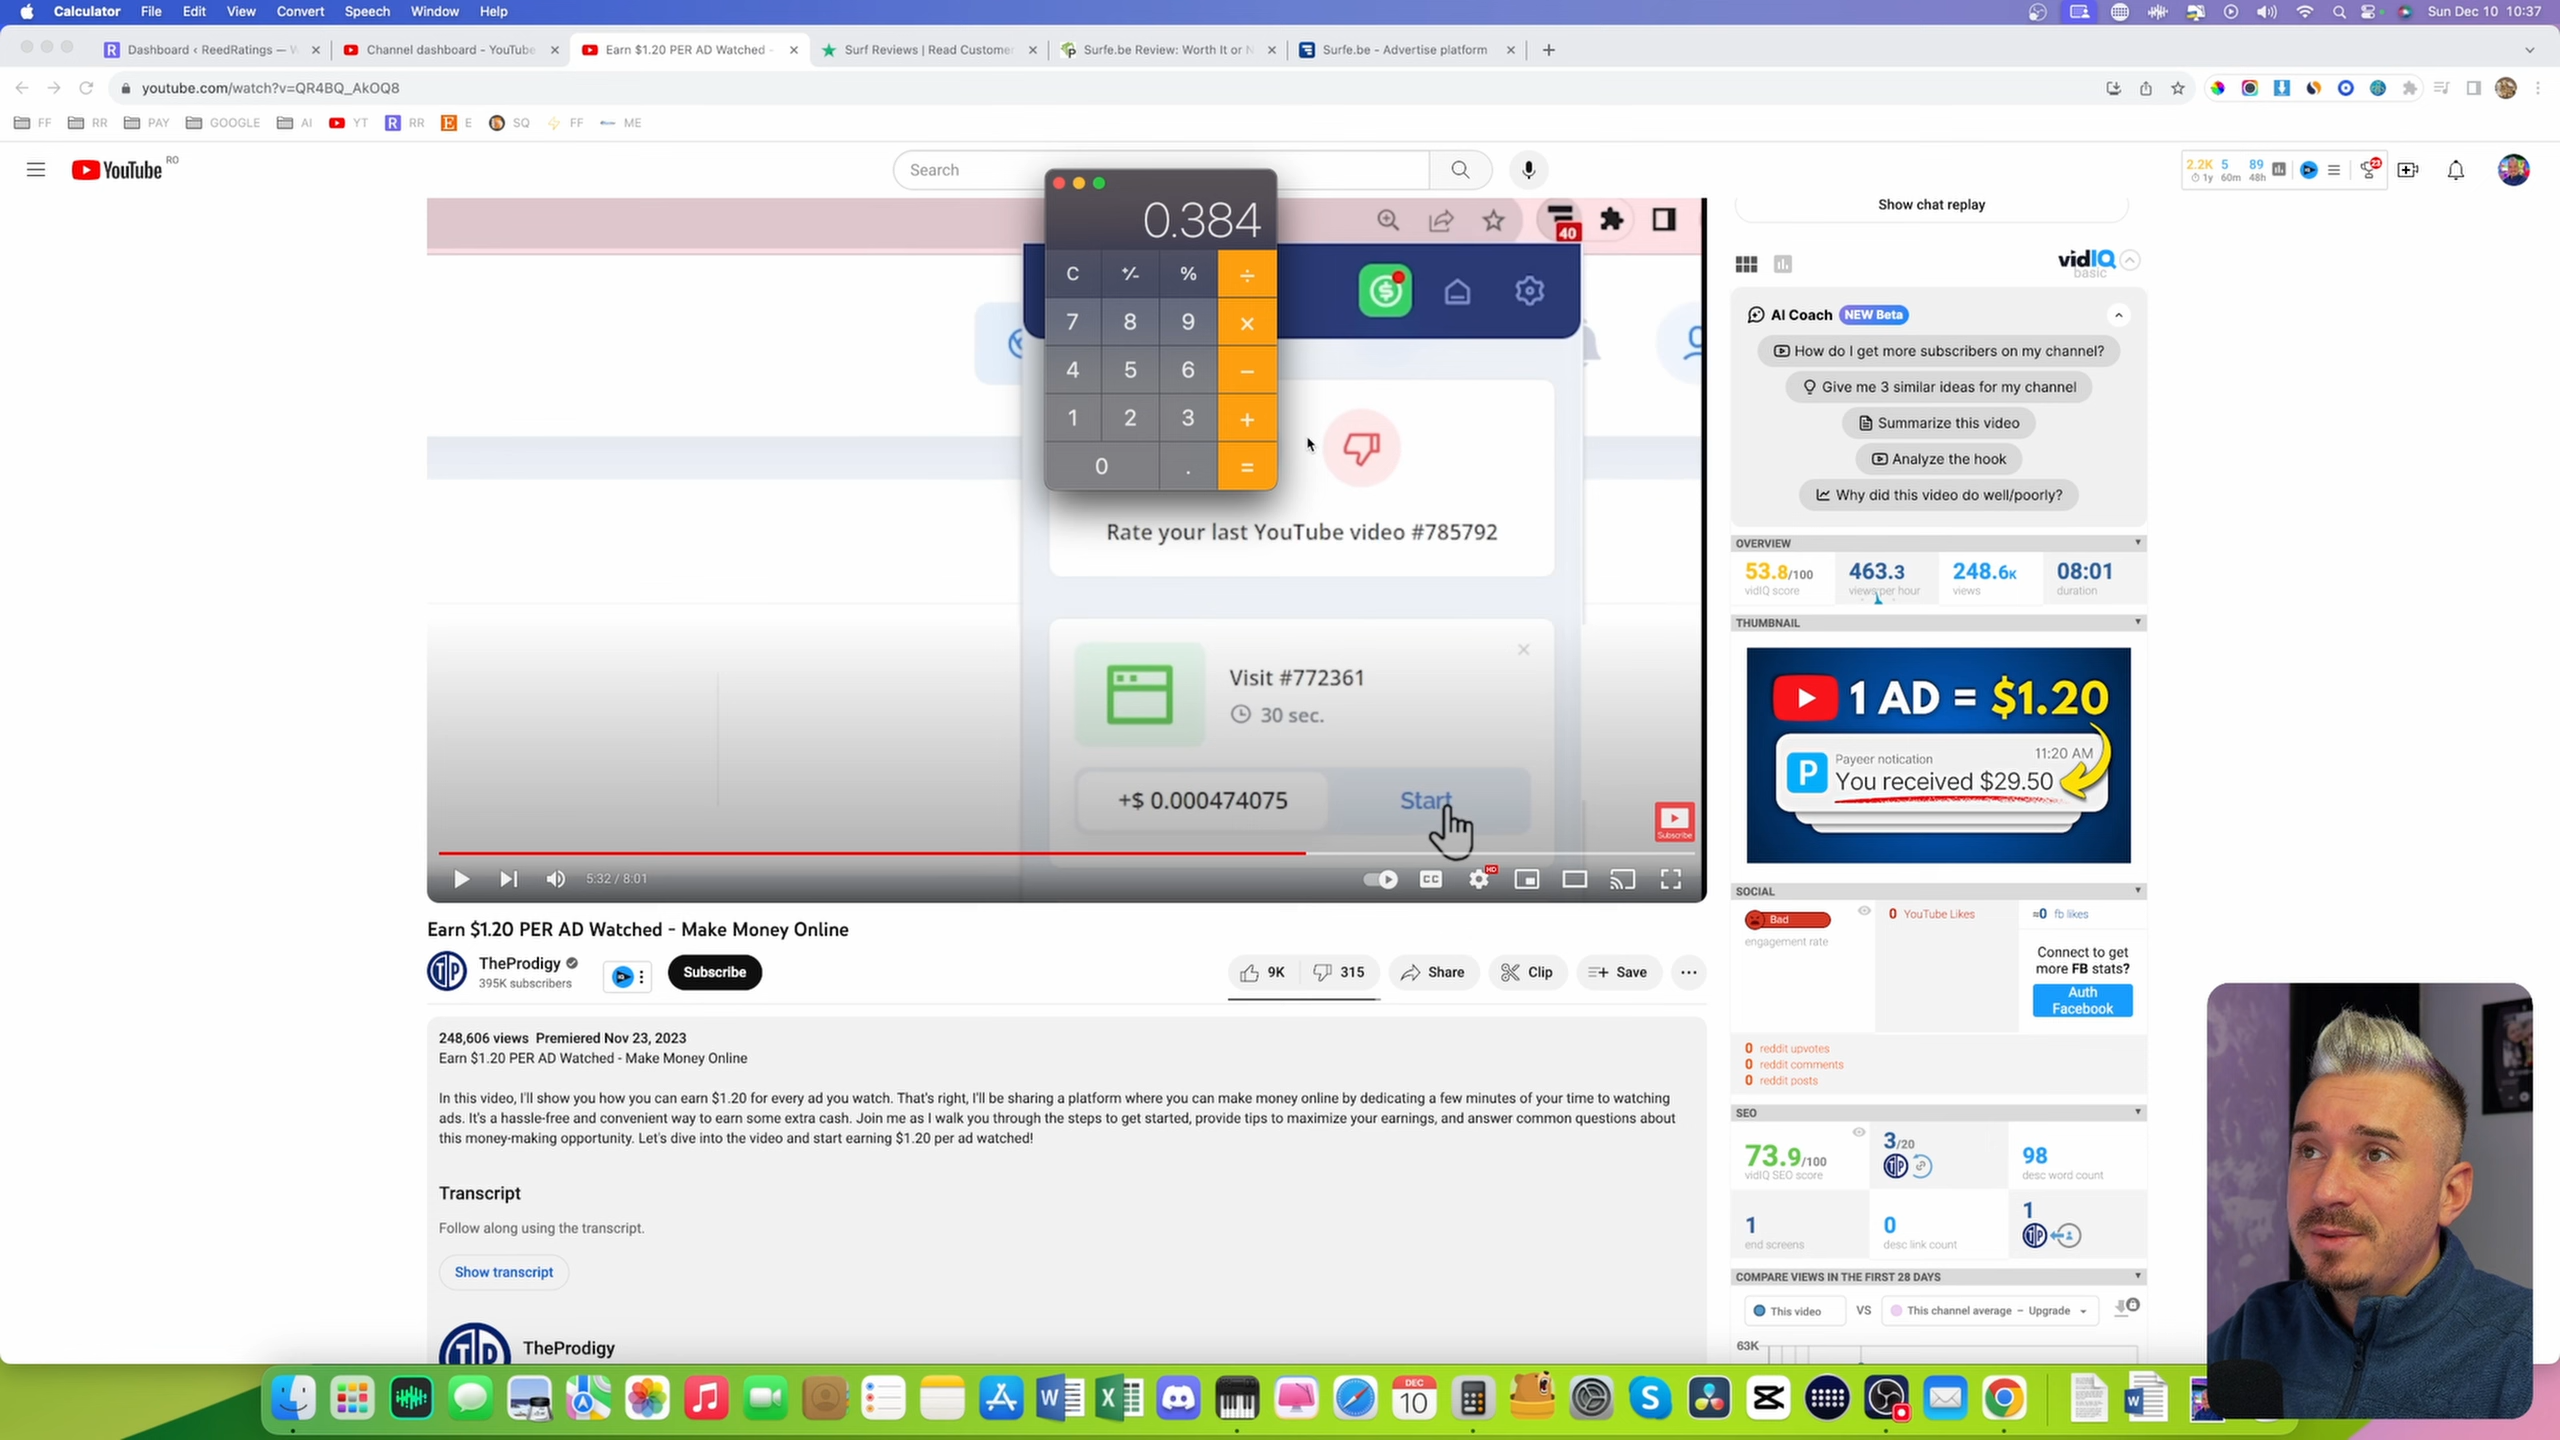 Calculator File Edit View Convert Speech Window Help
Sun Dec 10 10:37
Dashboard ‹ ReedRatings — W
Channel dashboard - YouTube
Earn $1.20 PER AD Watched -
Surf Reviews | Read Customer
Surfe.be Review: Worth It or N
Surfe.be - Advertise platform
youtube.com/watch?v=QR4BQ_AkOQ8
FF RR PAY GOOGLE AI YT RR E SQ FF ME
YouTube RO
Search
2.2K 5 89
1y 60m 48h
23
0.384
C +/- % ÷
7 8 9 ×
4 5 6 −
1 2 3 +
0 . =
40
Rate your last YouTube video #785792
Visit #772361
30 sec.
+$ 0.000474075
Start
Subscribe
5:32 / 8:01
CC
HD
Earn $1.20 PER AD Watched - Make Money Online
TheProdigy
395K subscribers
Subscribe
9K
315
Share
Clip
Save
248,606 views Premiered Nov 23, 2023
Earn $1.20 PER AD Watched - Make Money Online
In this video, I'll show you how you can earn $1.20 for every ad you watch. That's right, I'll be sharing a platform where you can make money online by dedicating a few minutes of your time to watching
ads. It's a hassle-free and convenient way to earn some extra cash. Join me as I walk you through the steps to get started, provide tips to maximize your earnings, and answer common questions about
this money-making opportunity. Let's dive into the video and start earning $1.20 per ad watched!
Transcript
Follow along using the transcript.
Show transcript
TP TheProdigy
Show chat replay
vidIQ
basic
AI Coach NEW Beta
How do I get more subscribers on my channel?
Give me 3 similar ideas for my channel
Summarize this video
Analyze the hook
Why did this video do well/poorly?
OVERVIEW
53.8/100 463.3 248.6K 08:01
vidIQ score views per hour views duration
THUMBNAIL
1 AD = $1.20
P Payeer notication 11:20 AM
You received $29.50
SOCIAL
Bad
engagement rate
0 YouTube Likes
≈0 fb likes
Connect to get
more FB stats?
Auth
Facebook
0 reddit upvotes
0 reddit comments
0 reddit posts
SEO
73.9/100
vidIQ SEO score
3/20
98
desc word count
1
end screens
0
desc link count
1
COMPARE VIEWS IN THE FIRST 28 DAYS
This video VS This channel average – Upgrade
63K
DEC
10